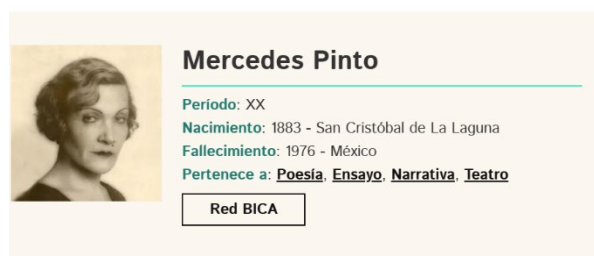 Mercedes Pinto
Período: XX
Nacimiento: 1883 - San Cristóbal de La Laguna
Fallecimiento: 1976 - México
Pertenece a: Poesía, Ensayo, Narrativa, Teatro
Red BICA